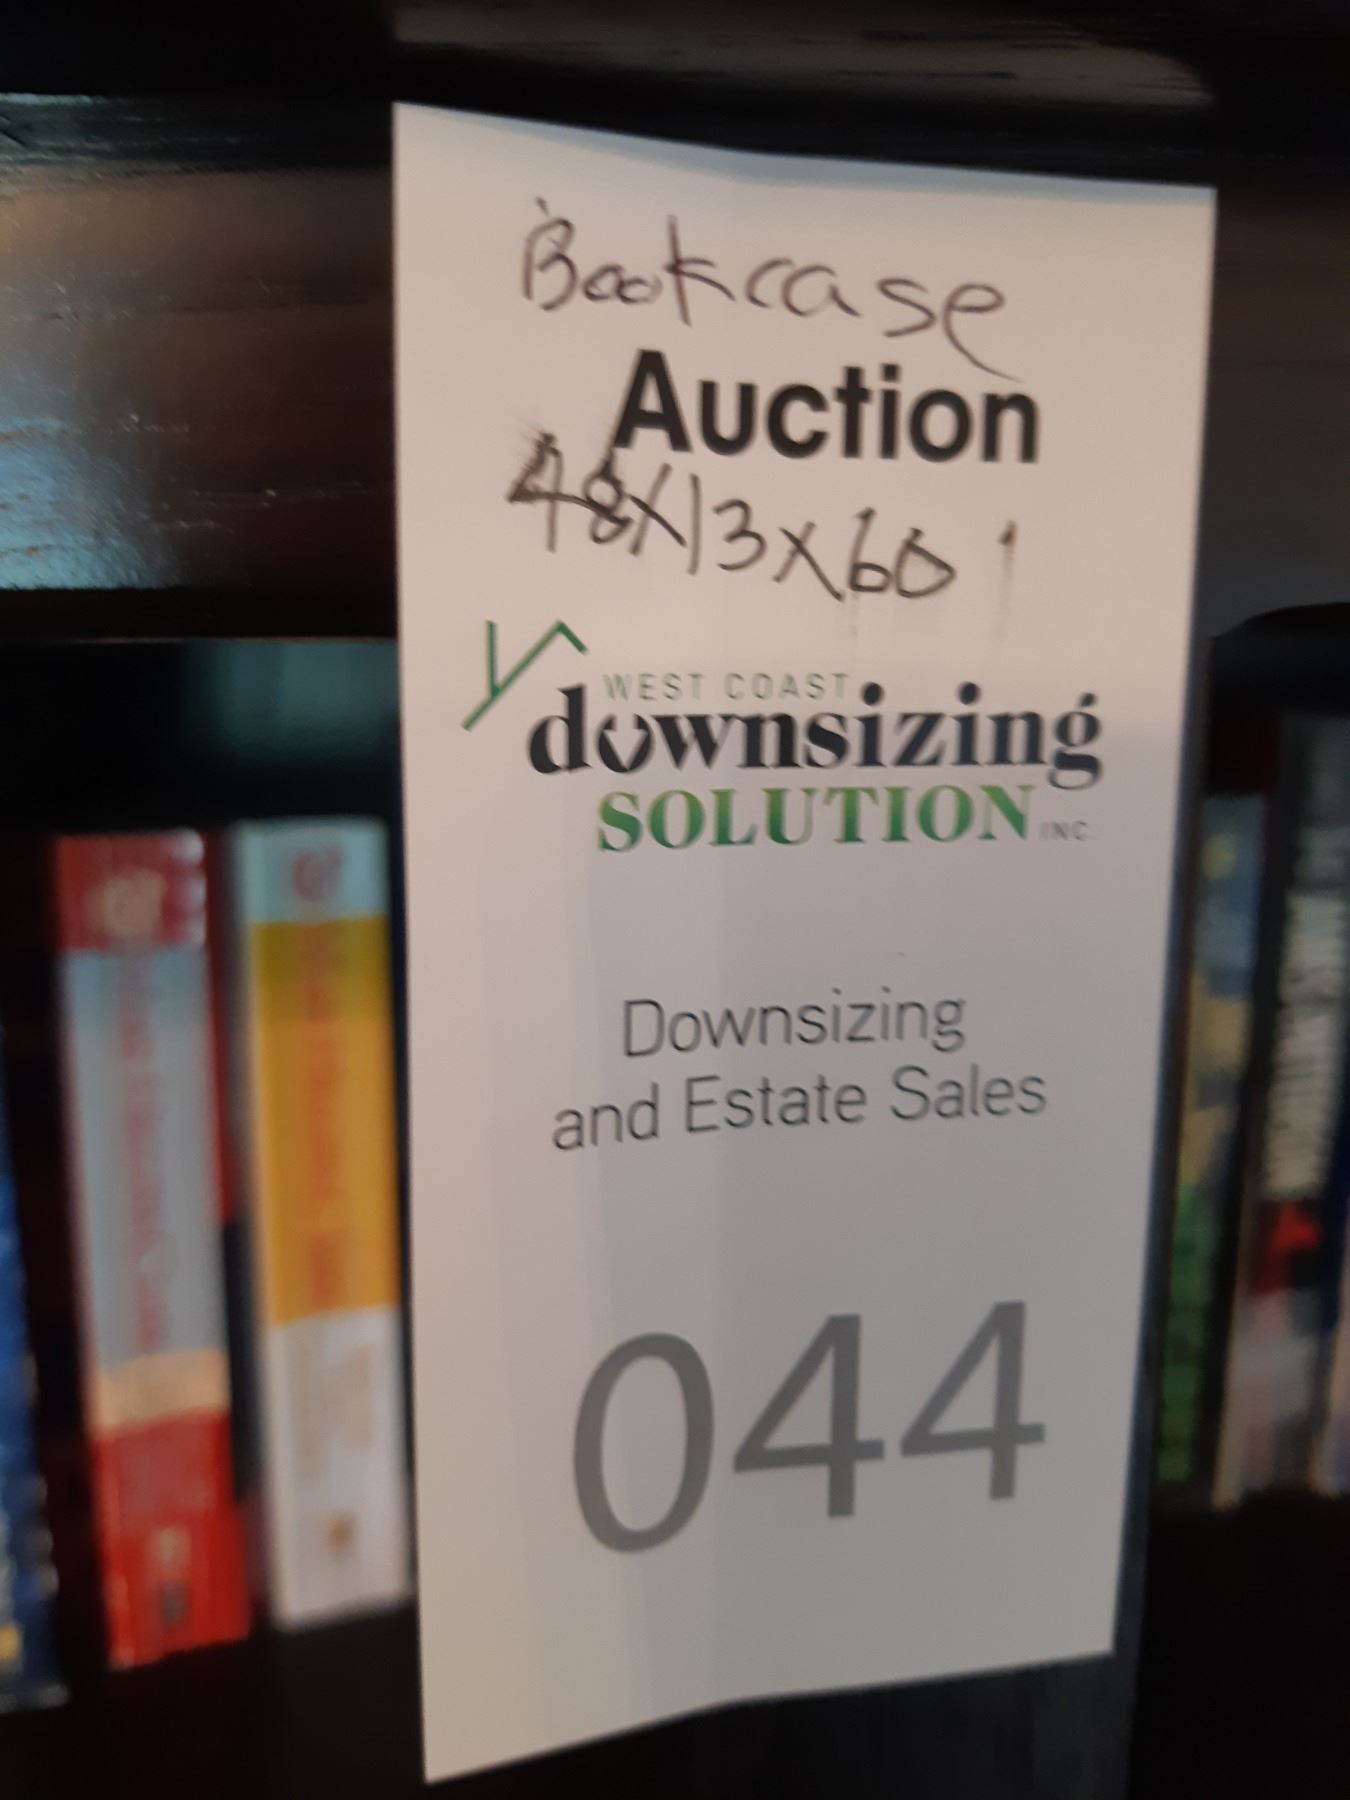 Bookcase
Auction
48X13X60
WEST COAST
downsizing
SOLUTION INC.
Downsizing
and Estate Sales
044